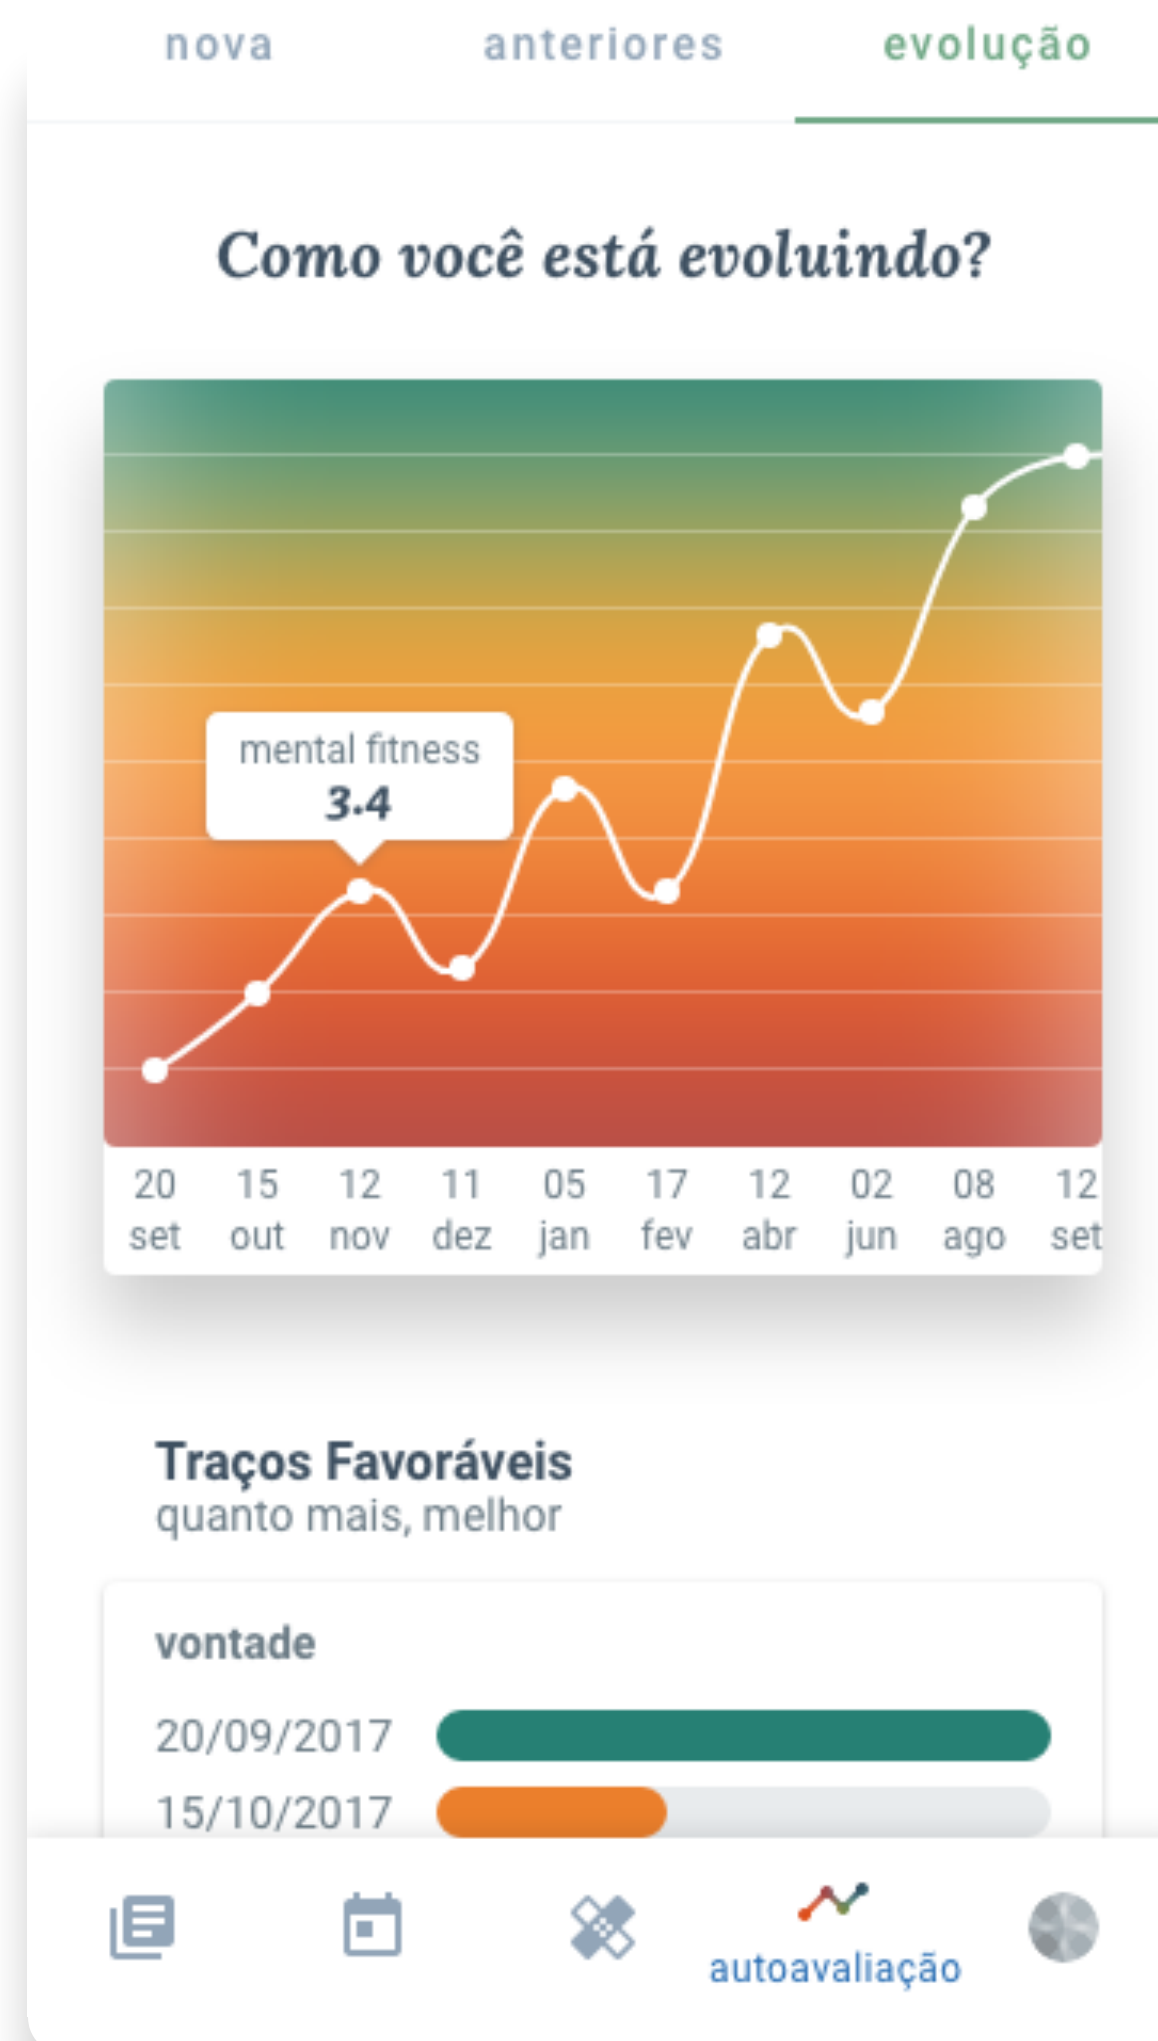 nova anteriores evolução
Como você está evoluindo?
mental fitness
3.4
20 15 12 11 05 17 12 02 08 12
set out nov dez jan fev abr jun ago set
Traços Favoráveis
quanto mais, melhor
vontade
20/09/2017
15/10/2017
autoavaliação